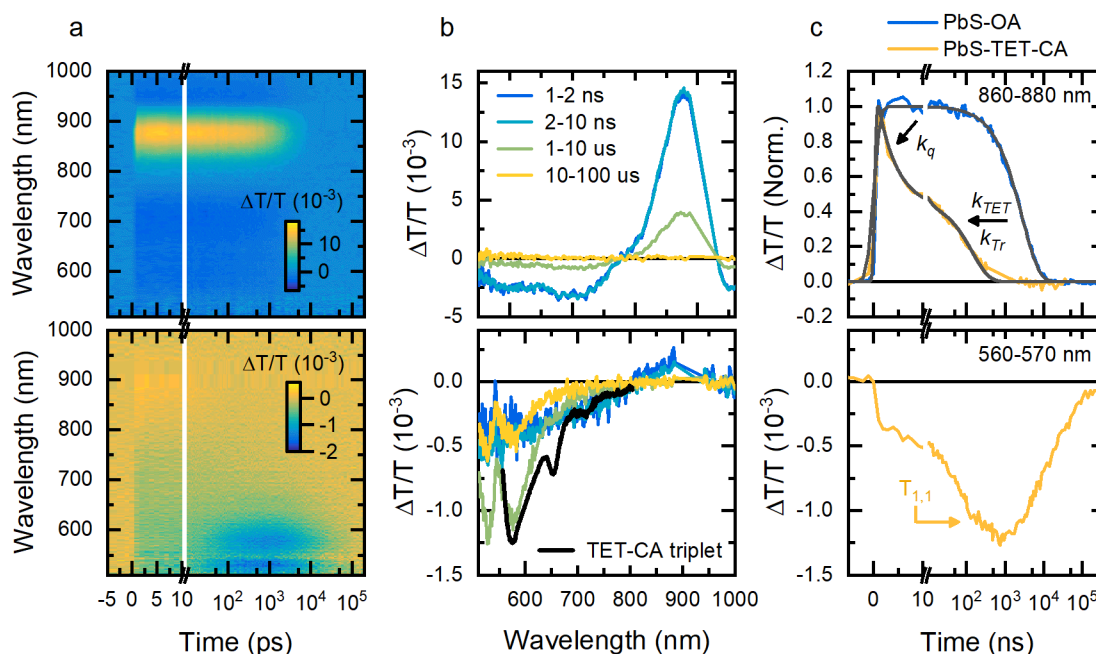 a
b
c
PbS-OA
PbS-TET-CA
Wavelength (nm)
1000
900
800
700
600
ΔT/T (10⁻³)
10
0
ΔT/T (10⁻³)
15
10
5
0
-5
1-2 ns
2-10 ns
1-10 us
10-100 us
ΔT/T (Norm.)
1.2
1.0
0.8
0.6
0.4
0.2
0.0
-0.2
860-880 nm
k_q
k_TET
k_Tr
Wavelength (nm)
1000
900
800
700
600
ΔT/T (10⁻³)
0
-1
-2
-5 0 5 10 10² 10³ 10⁵
Time (ps)
ΔT/T (10⁻³)
0.0
-0.5
-1.0
-1.5
TET-CA triplet
600 700 800 900 1000
Wavelength (nm)
ΔT/T (10⁻³)
0.0
-0.5
-1.0
-1.5
560-570 nm
T₁,₁
0 10² 10³ 10⁵
Time (ns)